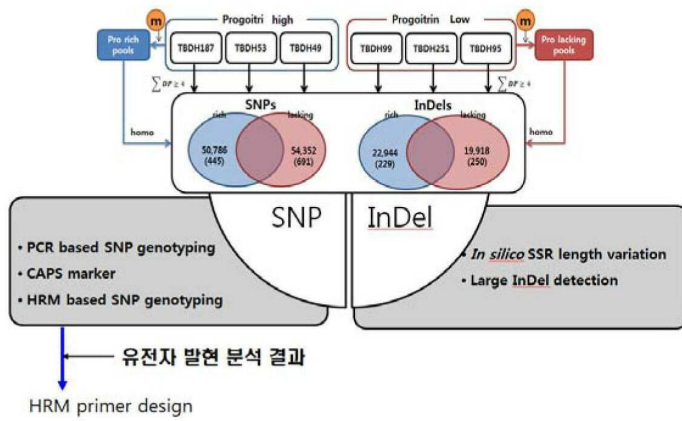 m
Progoitri high
Progoitrin Low
m
Pro rich
pools
TBDH187
TBDH53
TBDH49
TBDH99
TBDH251
TBDH95
Pro lacking
pools
∑ DP ≥ 4
∑ DP ≥ 4
SNPs
InDels
rich
lacking
rich
lacking
homo
homo
50,786
(445)
54,352
(691)
22,944
(229)
19,918
(250)
SNP
InDel
• PCR based SNP genotyping
• CAPS marker
• HRM based SNP genotyping
• In silico SSR length variation
• Large InDel detection
유전자 발현 분석 결과
HRM primer design